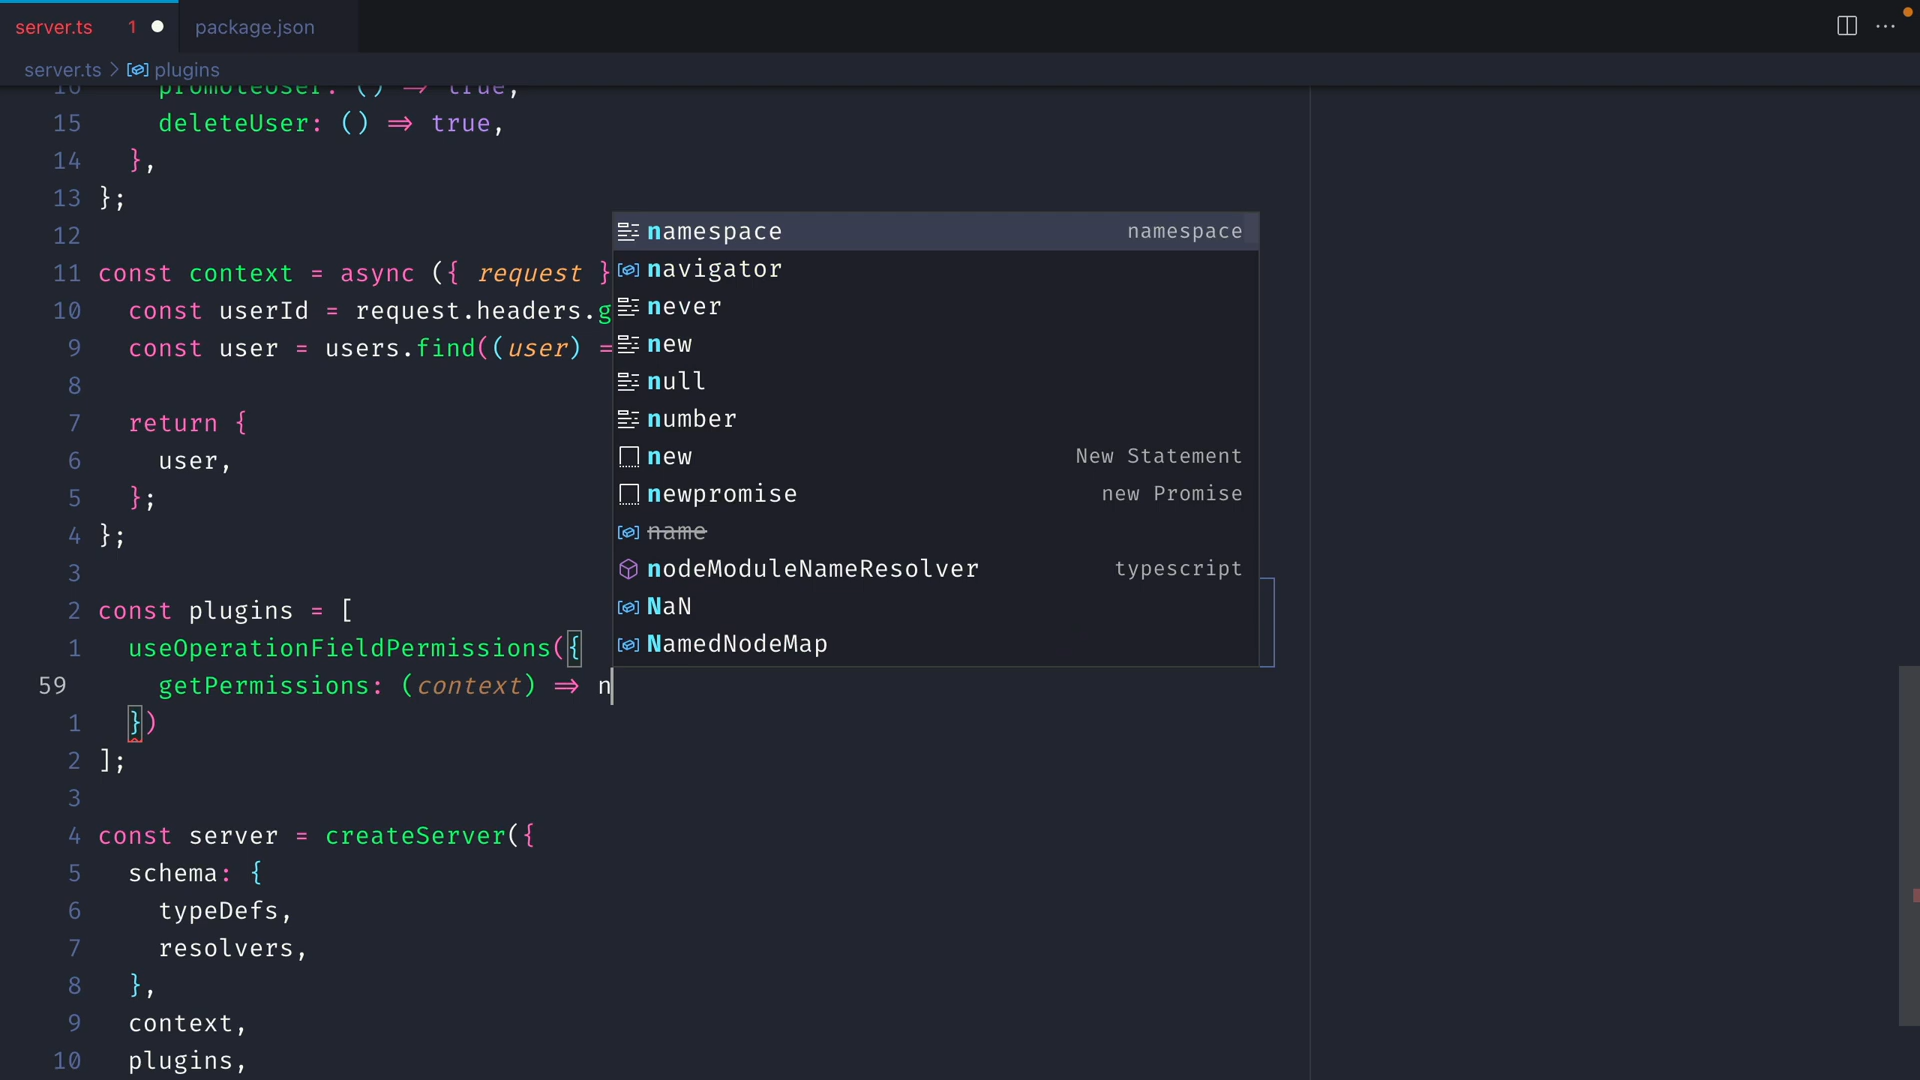 server.ts 1 package.json
server.ts > plugins
16 promoteUser: () => true,
15 deleteUser: () => true,
14 },
13 };
12
11 const context = async ({ request }
10 const userId = request.headers.g
9 const user = users.find((user) =
8
7 return {
6 user,
5 };
4 };
3
2 const plugins = [
1 useOperationFieldPermissions({
59 getPermissions: (context) => n
1 })
2 ];
3
4 const server = createServer({
5 schema: {
6 typeDefs,
7 resolvers,
8 },
9 context,
10 plugins,
namespace namespace
navigator
never
new
null
number
new New Statement
newpromise new Promise
name
nodeModuleNameResolver typescript
NaN
NamedNodeMap